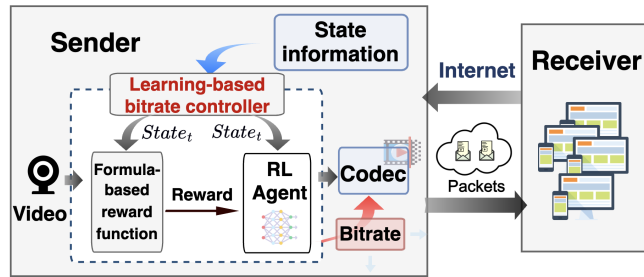 Sender
State
information
Learning-based
bitrate controller
State_t
State_t
Video
Formula-
based
reward
function
Reward
RL
Agent
Codec
Bitrate
Internet
Packets
Receiver